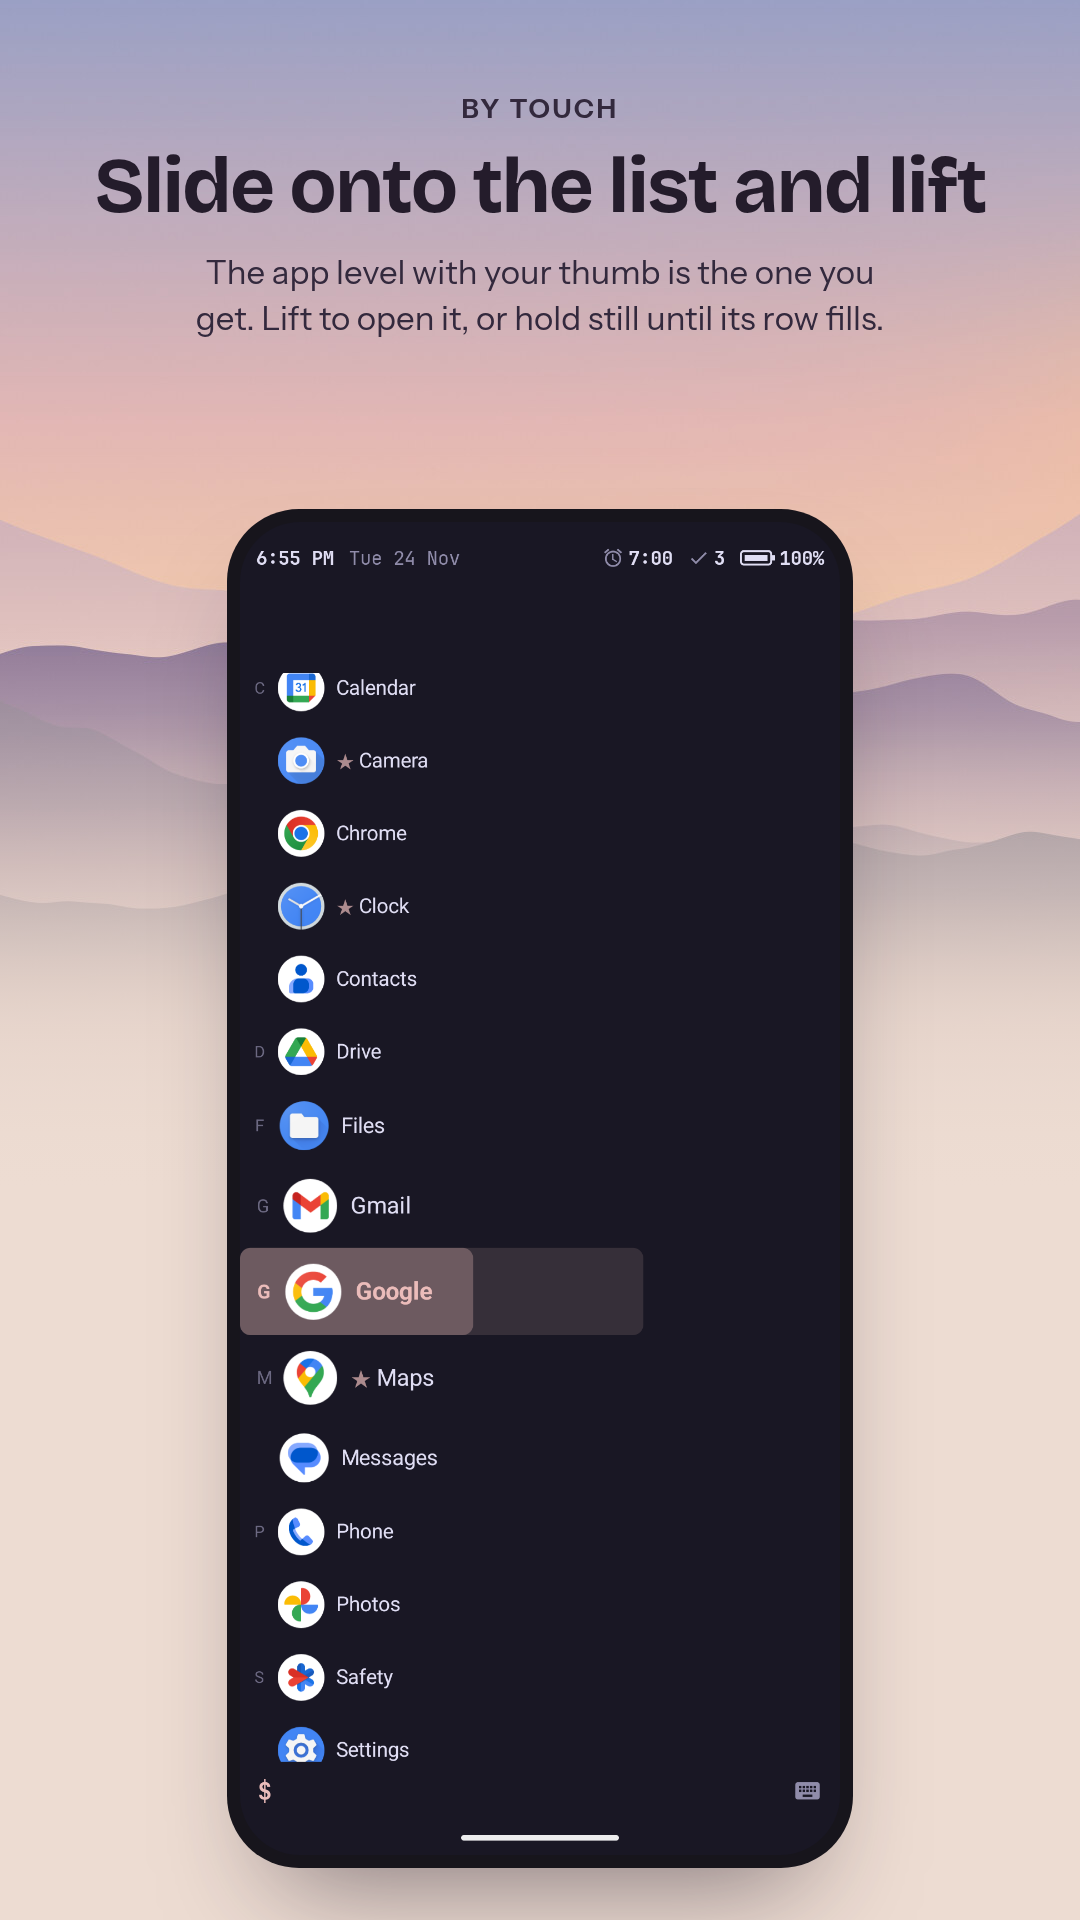 BY TOUCH
Slide onto the list and lift
The app level with your thumb is the one you
get. Lift to open it, or hold still until its row fills.
6:55 PM Tue 24 Nov 7:00 3 100%
C 31 Calendar
★ Camera
Chrome
★ Clock
Contacts
D Drive
F Files
G Gmail
G Google
M ★ Maps
Messages
P Phone
Photos
S Safety
Settings
$